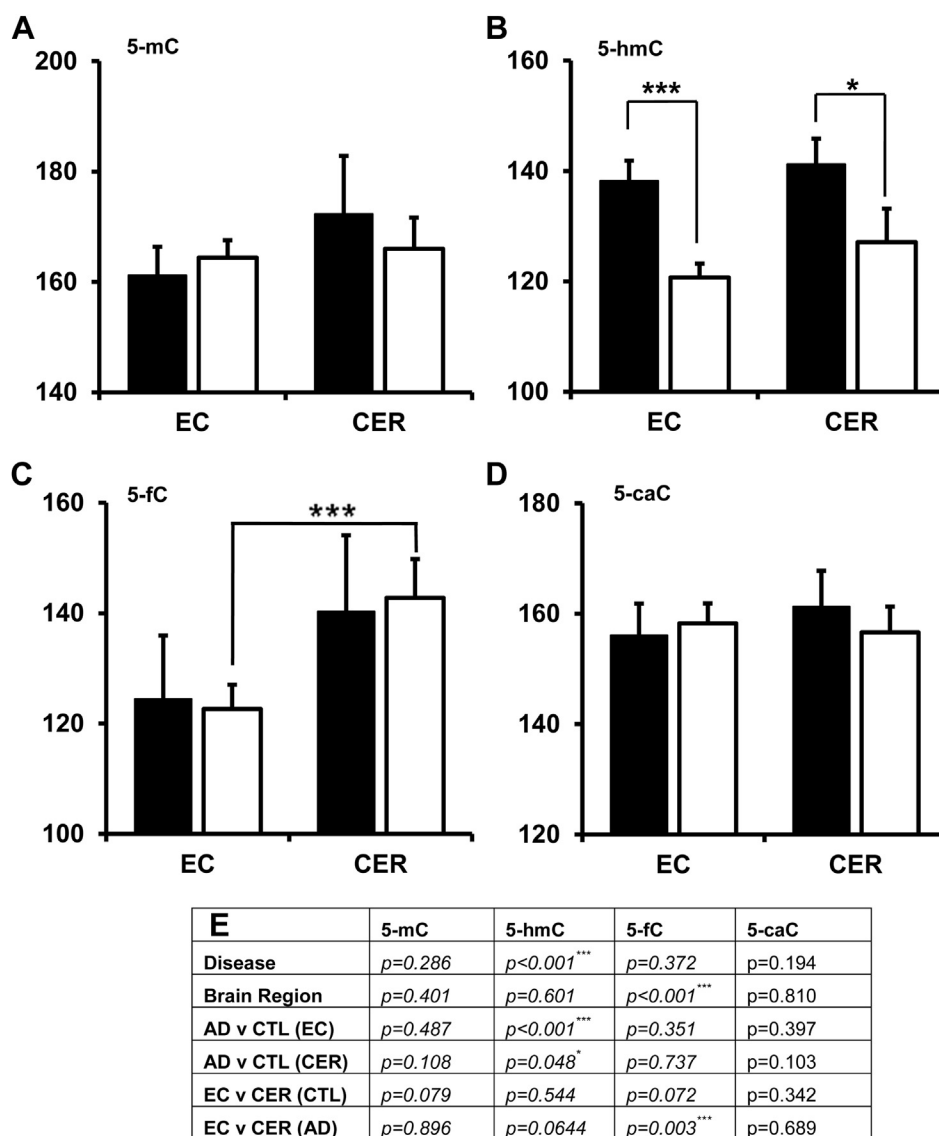 A
5-mC
200
180
160
140
EC CER
B
5-hmC
160
140
120
100
*** *
EC CER
C
5-fC
160
140
120
100
***
EC CER
D
5-caC
180
160
140
120
EC CER
E 5-mC 5-hmC 5-fC 5-caC
Disease p=0.286 p<0.001*** p=0.372 p=0.194
Brain Region p=0.401 p=0.601 p<0.001*** p=0.810
AD v CTL (EC) p=0.487 p<0.001*** p=0.351 p=0.397
AD v CTL (CER) p=0.108 p=0.048* p=0.737 p=0.103
EC v CER (CTL) p=0.079 p=0.544 p=0.072 p=0.342
EC v CER (AD) p=0.896 p=0.0644 p=0.003*** p=0.689